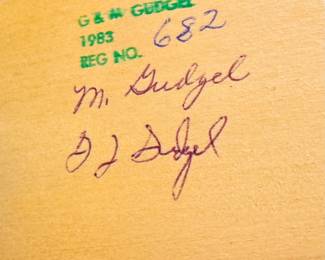 G & M GUDGEL
1983
REG NO. 682
M. Gudgel
D J Gudgel